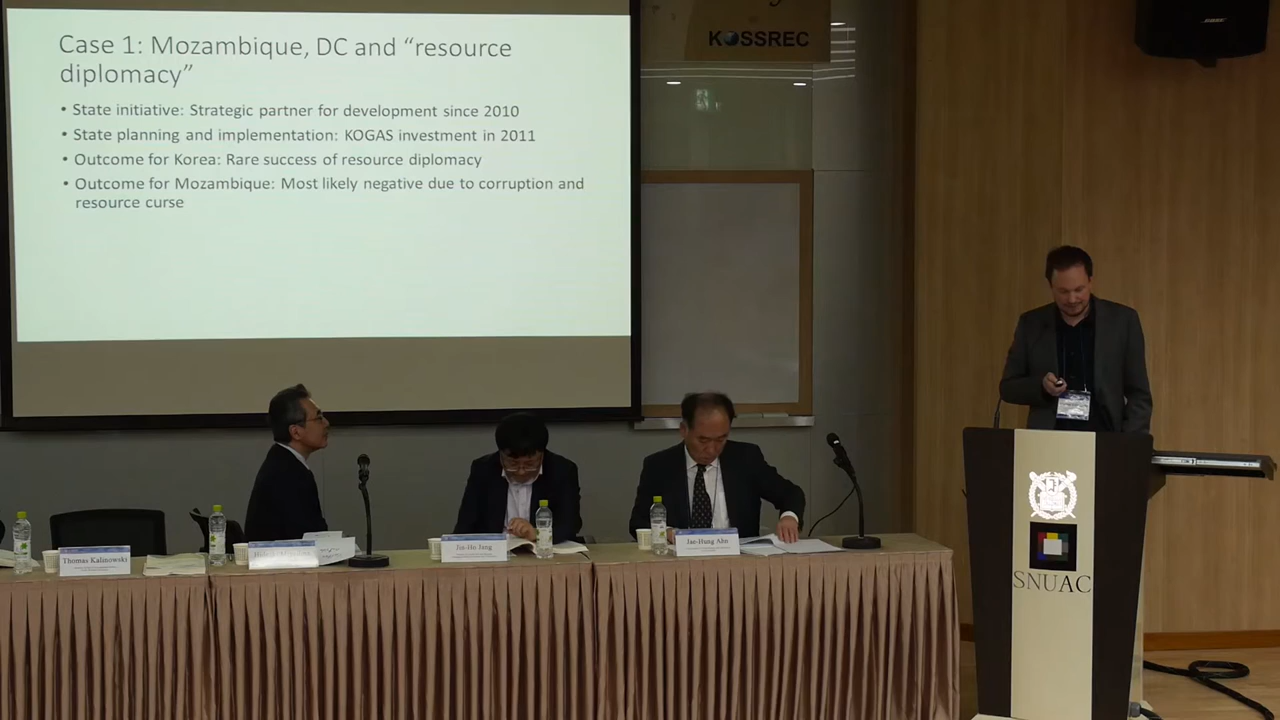 Case 1: Mozambique, DC and “resource
diplomacy”
• State initiative: Strategic partner for development since 2010
• State planning and implementation: KOGAS investment in 2011
• Outcome for Korea: Rare success of resource diplomacy
• Outcome for Mozambique: Most likely negative due to corruption and
resource curse
KOSSREC
BOSE
Thomas Kalinowski
Jin-Ho Jang
Jae-Hung Ahn
SNUAC